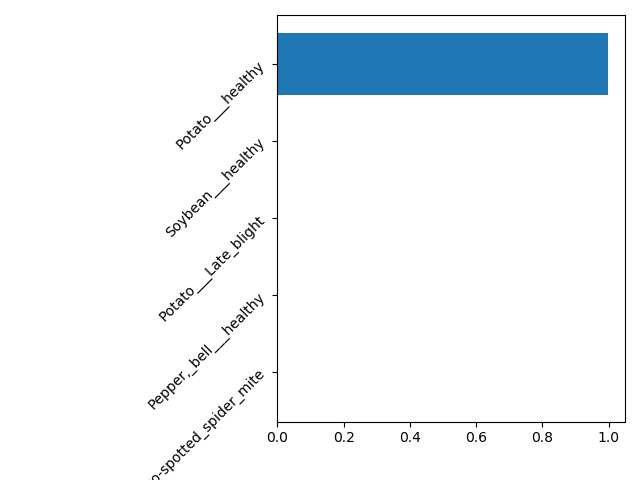 Potato___healthy
Soybean___healthy
Potato___Late_blight
Pepper,_bell___healthy
o-spotted_spider_mite
0.0 0.2 0.4 0.6 0.8 1.0